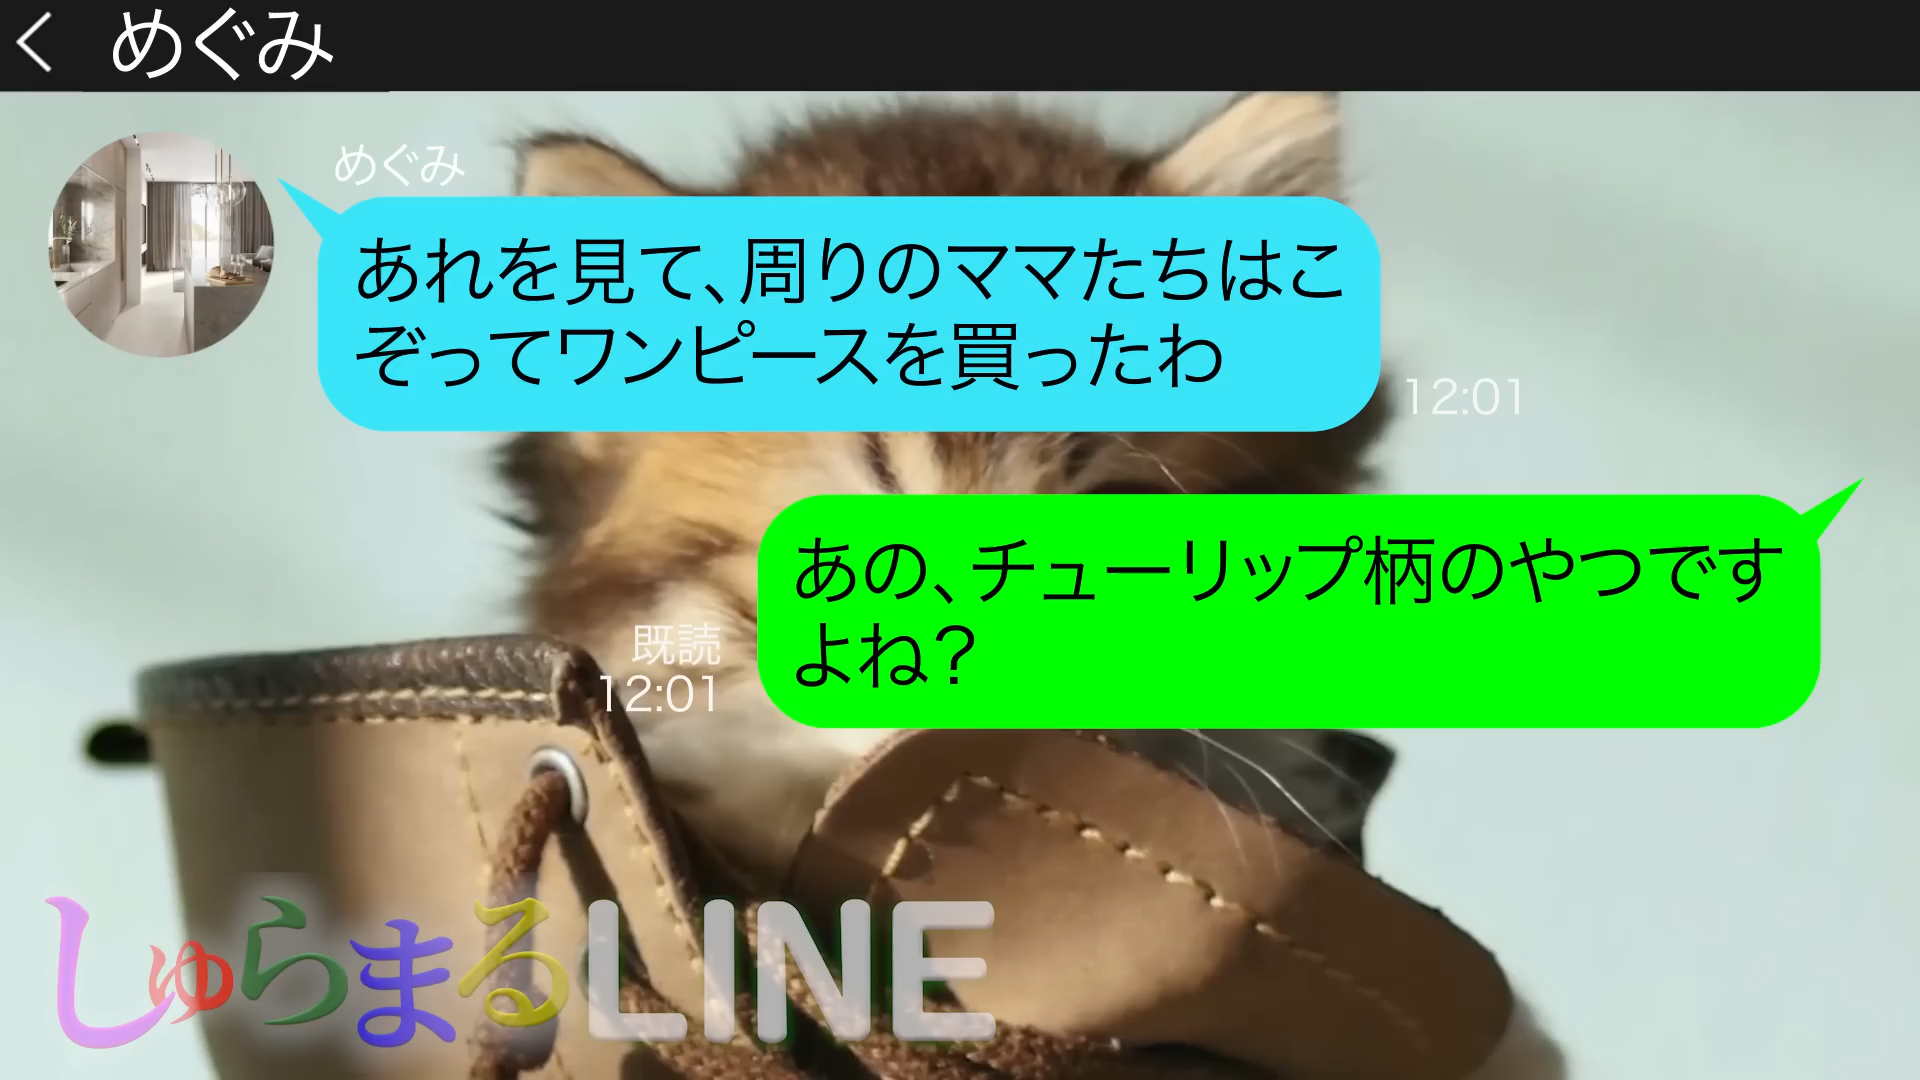 めぐみ
めぐみ
あれを見て、周りのママたちはこ
ぞってワンピースを買ったわ
12:01
あの、チューリップ柄のやつです
よね？
既読
12:01
しゅらまるLINE